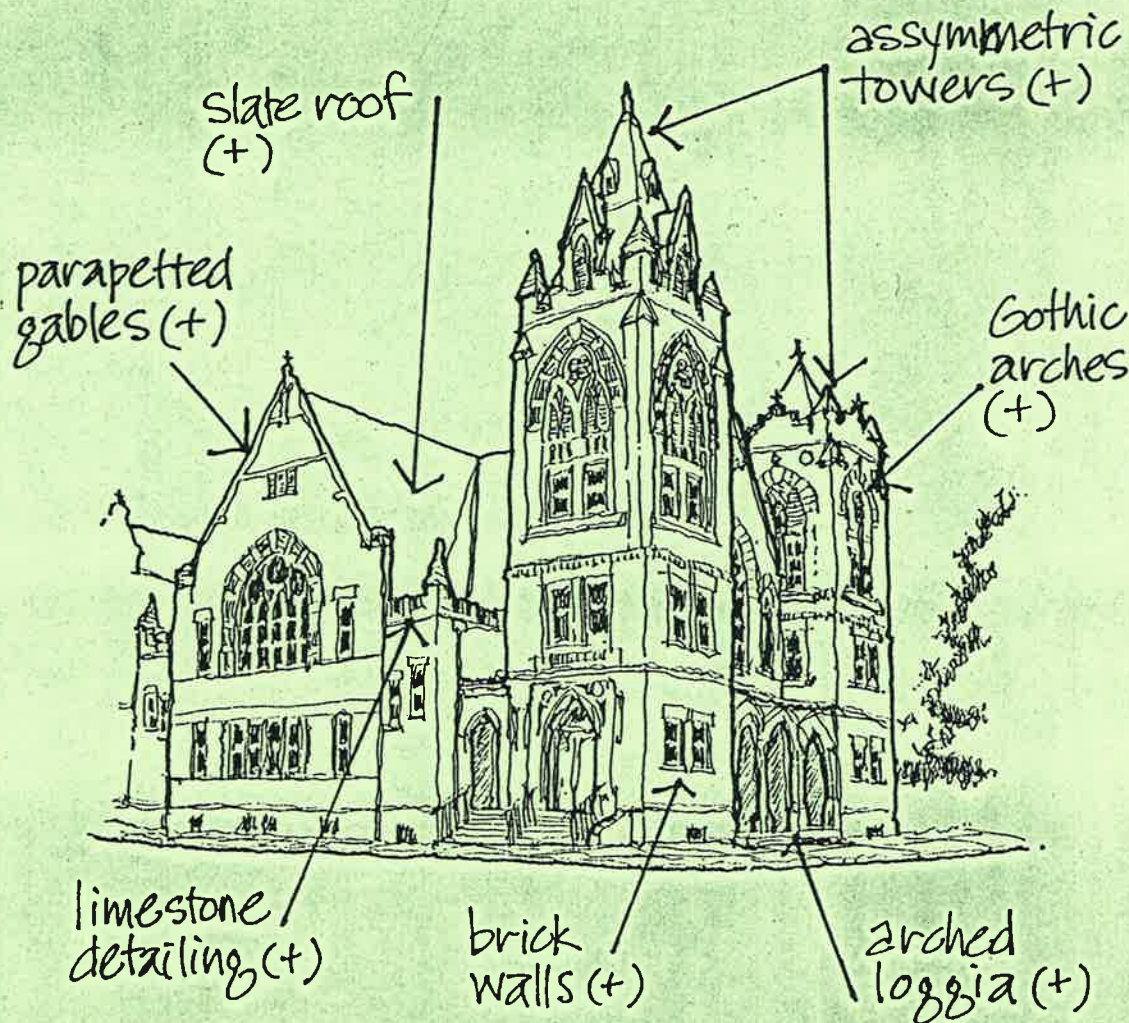 assymmetric
towers (+)
slate roof
(+)
parapetted
gables (+)
Gothic
arches
(+)
limestone
detailing (+)
brick
walls (+)
arched
loggia (+)